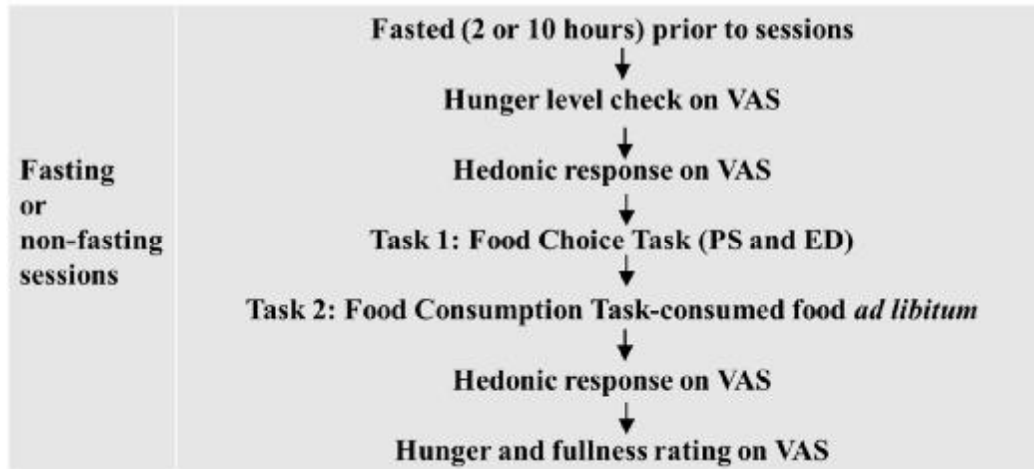 Fasted (2 or 10 hours) prior to sessions
Hunger level check on VAS
Hedonic response on VAS
Fasting
or
non-fasting
sessions
Task 1: Food Choice Task (PS and ED)
Task 2: Food Consumption Task-consumed food ad libitum
Hedonic response on VAS
Hunger and fullness rating on VAS